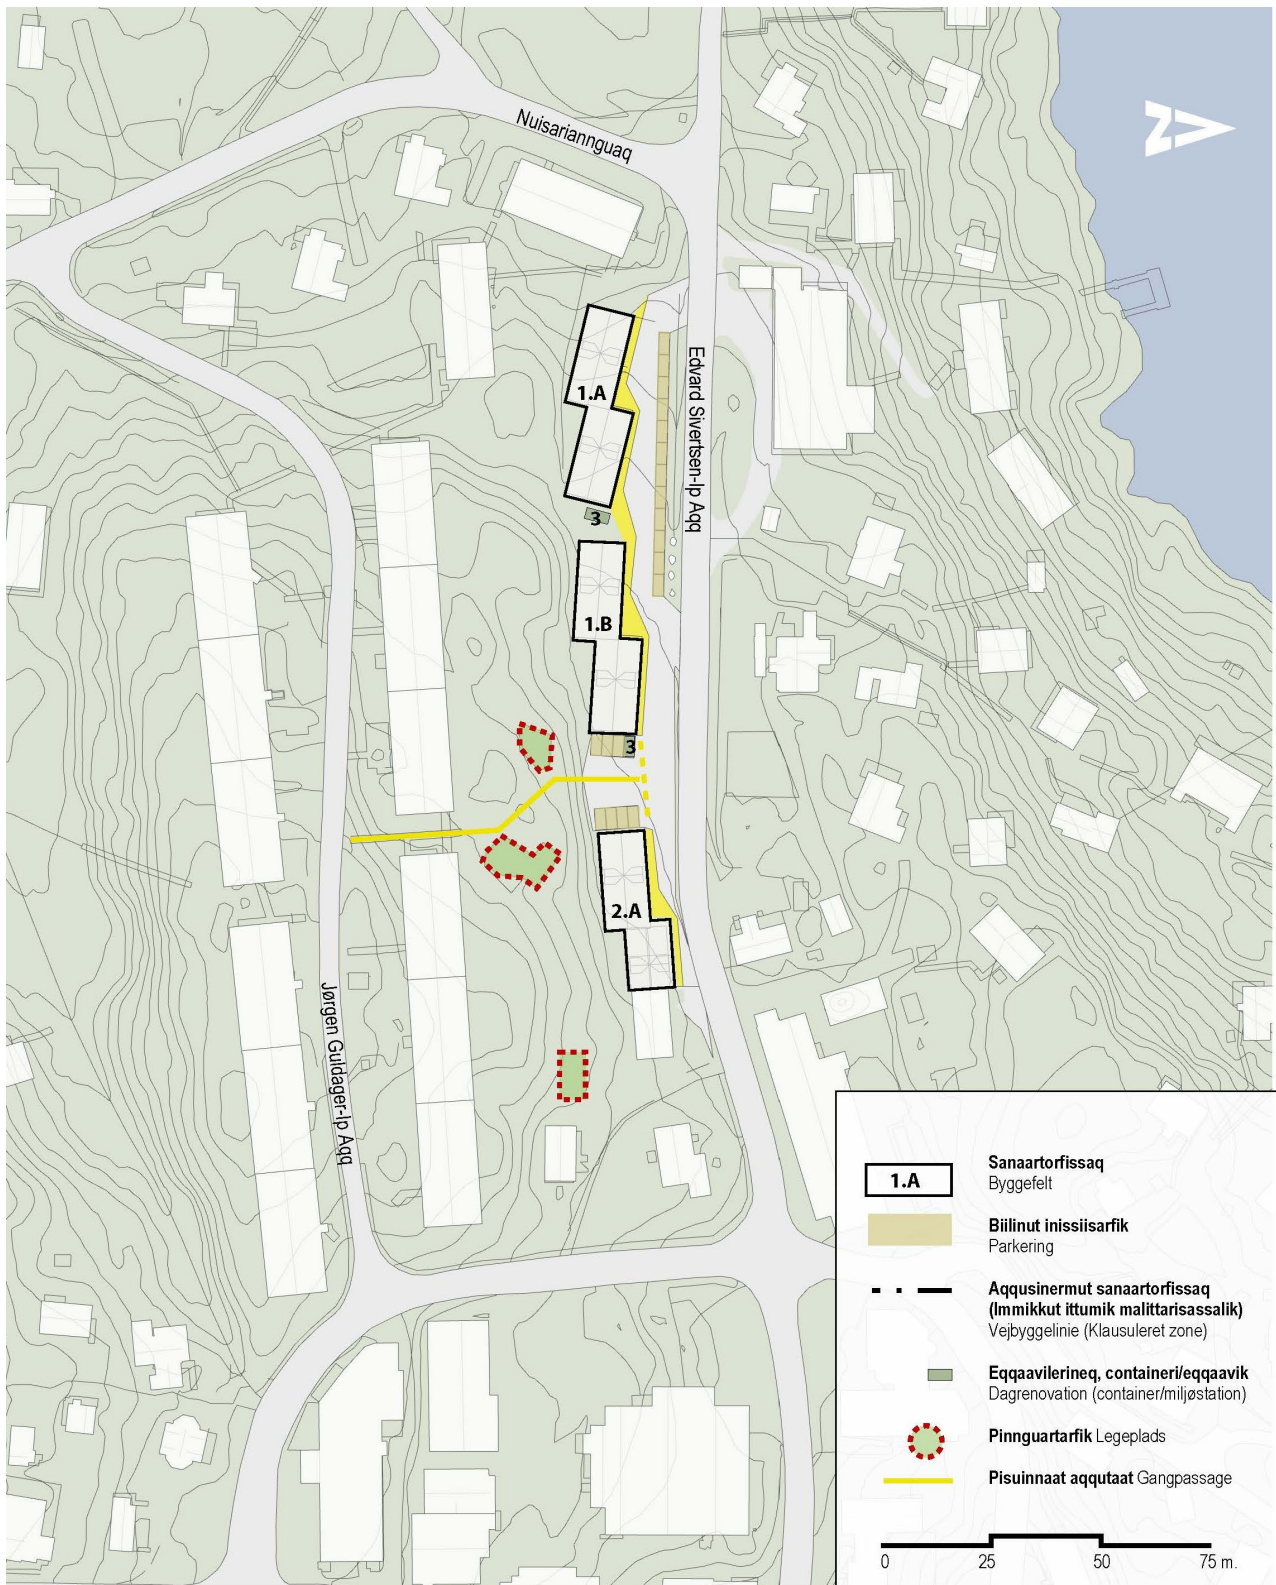 Nuisariannguaq
Z
Edvard Sivertsen-Ip Aqq
1.A
3
1.B
3
2.A
Jørgen Guldager-Ip Aqq
1.A
Sanaartorfissaq
Byggefelt
Biilinut inissiisarfik
Parkering
Aqqusinermut sanaartorfissaq
(Immikkut ittumik malittarisassalik)
Vejbyggelinie (Klausuleret zone)
Eqqaavilerineq, containeri/eqqaavik
Dagrenovation (container/miljøstation)
Pinnguartarfik Legeplads
Pisuinnaat aqqutaat Gangpassage
0 25 50 75 m.